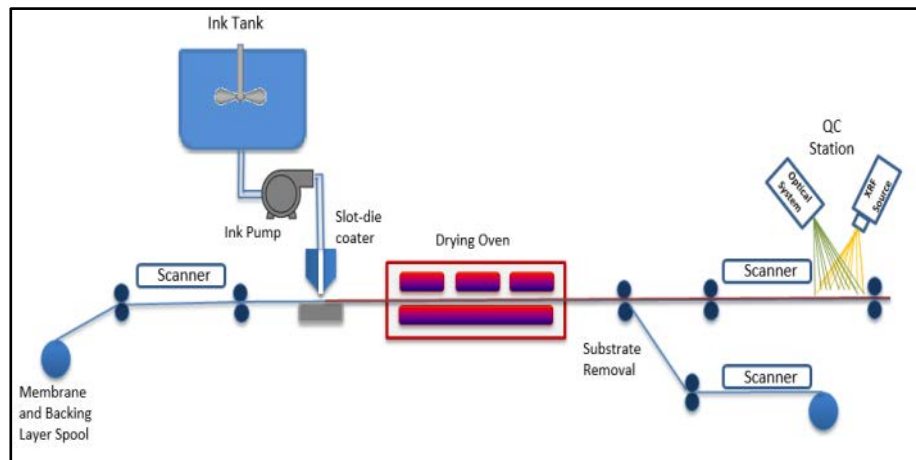 Ink Tank
QC
Station
Optical
System
XRF
Source
Ink Pump
Slot-die
coater
Drying Oven
Scanner
Scanner
Substrate
Removal
Scanner
Membrane
and Backing
Layer Spool